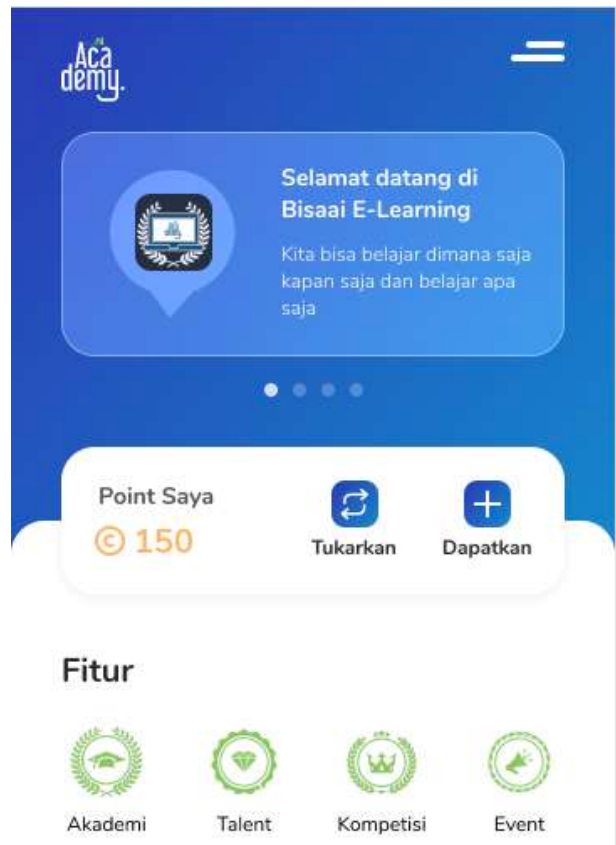 Aca
demy.
Selamat datang di
Bisaai E-Learning
Kita bisa belajar dimana saja
kapan saja dan belajar apa
saja
Point Saya
© 150
Tukarkan
Dapatkan
Fitur
Akademi
Talent
Kompetisi
Event